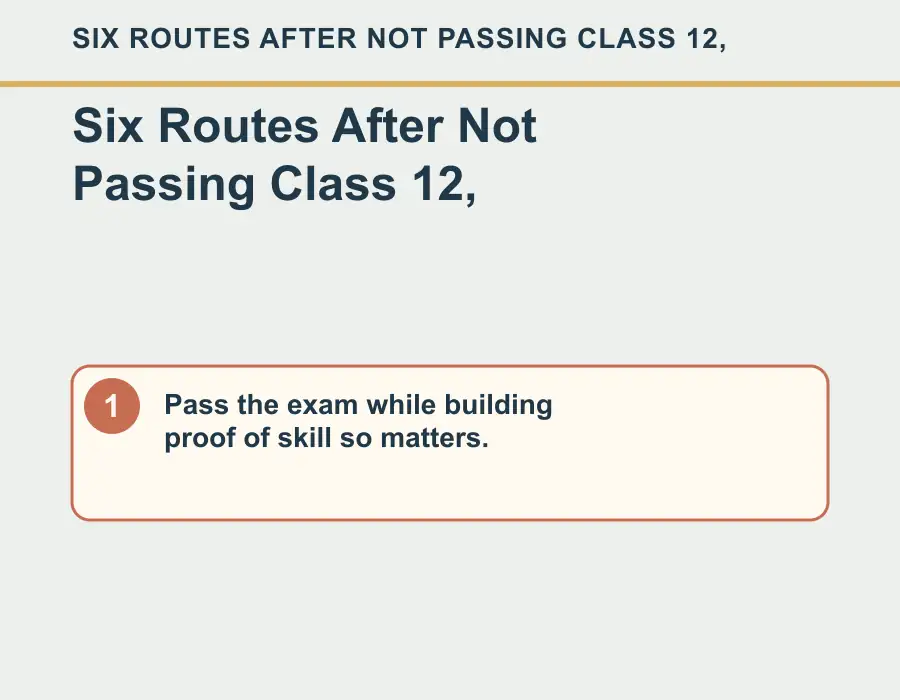 SIX ROUTES AFTER NOT PASSING CLASS 12,
Six Routes After Not
Passing Class 12,
1
Pass the exam while building
proof of skill so matters.